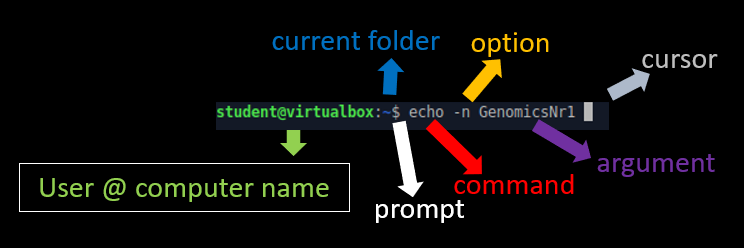 current folder
option
cursor
student@virtualbox:~$ echo -n GenomicsNr1
argument
User @ computer name
command
prompt